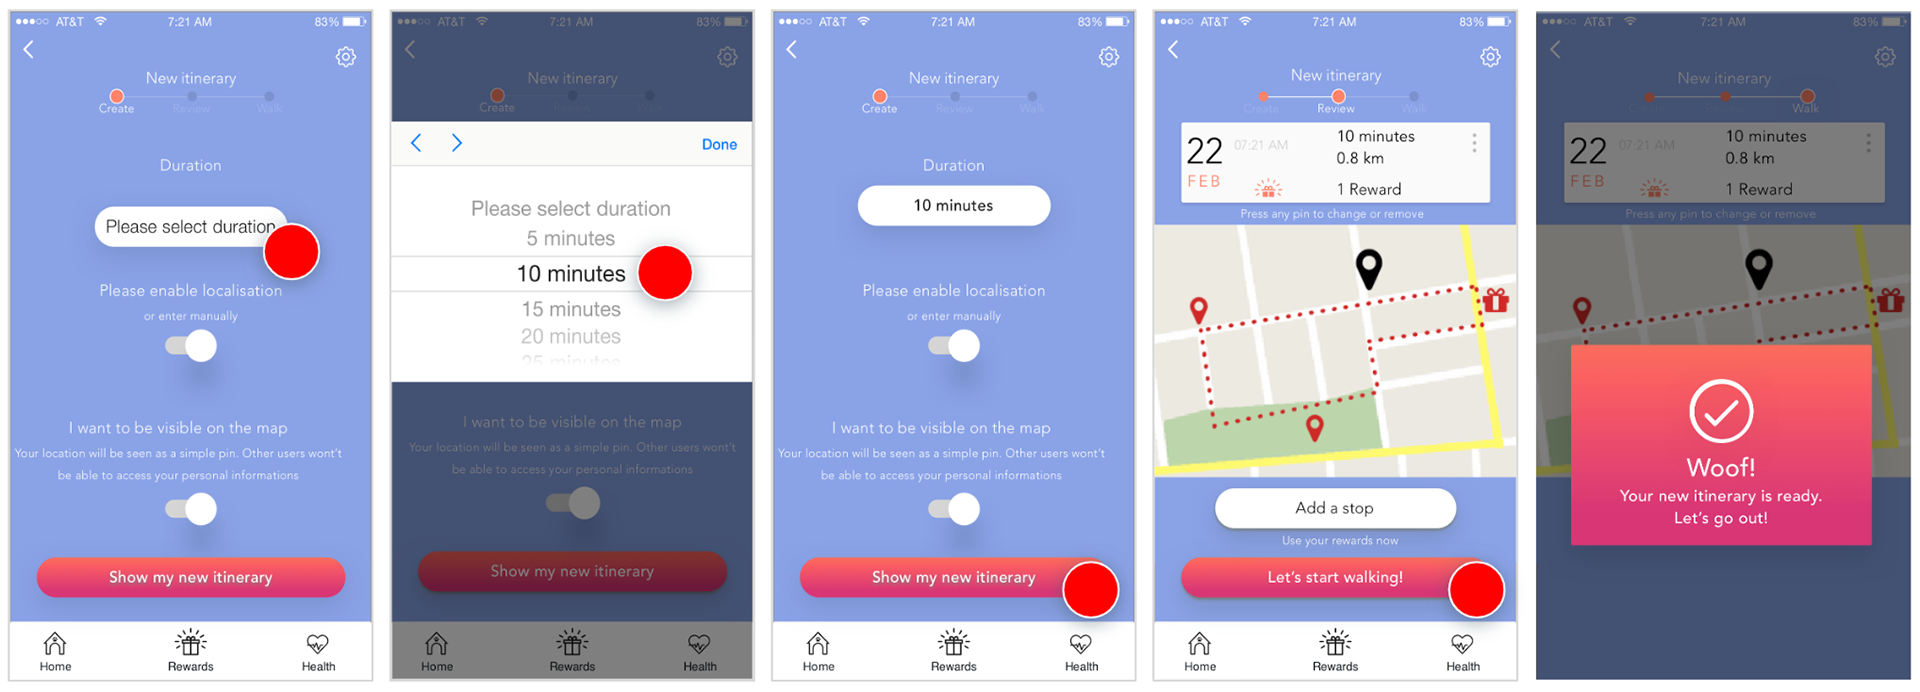 AT&T 7:21 AM 83%
New itinerary
Create Review Walk
Duration
Please select duration
Please enable localisation
or enter manually
I want to be visible on the map
Your location will be seen as a simple pin. Other users won't
be able to access your personal informations
Show my new itinerary
Home Rewards Health
AT&T 7:21 AM 83%
New itinerary
Create Review Walk
Done
Duration
Please select duration
5 minutes
10 minutes
15 minutes
20 minutes
25 minutes
I want to be visible on the map
Your location will be seen as a simple pin. Other users won't
be able to access your personal informations
Show my new itinerary
Home Rewards Health
AT&T 7:21 AM 83%
New itinerary
Create Review Walk
Duration
10 minutes
Please enable localisation
or enter manually
I want to be visible on the map
Your location will be seen as a simple pin. Other users won't
be able to access your personal informations
Show my new itinerary
Home Rewards Health
AT&T 7:21 AM 83%
New itinerary
Create Review Walk
22 07:21 AM 10 minutes
0.8 km
FEB 1 Reward
Press any pin to change or remove
Add a stop
Use your rewards now
Let's start walking!
Home Rewards Health
AT&T 7:21 AM 83%
New itinerary
Create Review Walk
22 07:21 AM 10 minutes
0.8 km
FEB 1 Reward
Press any pin to change or remove
Woof!
Your new itinerary is ready.
Let's go out!